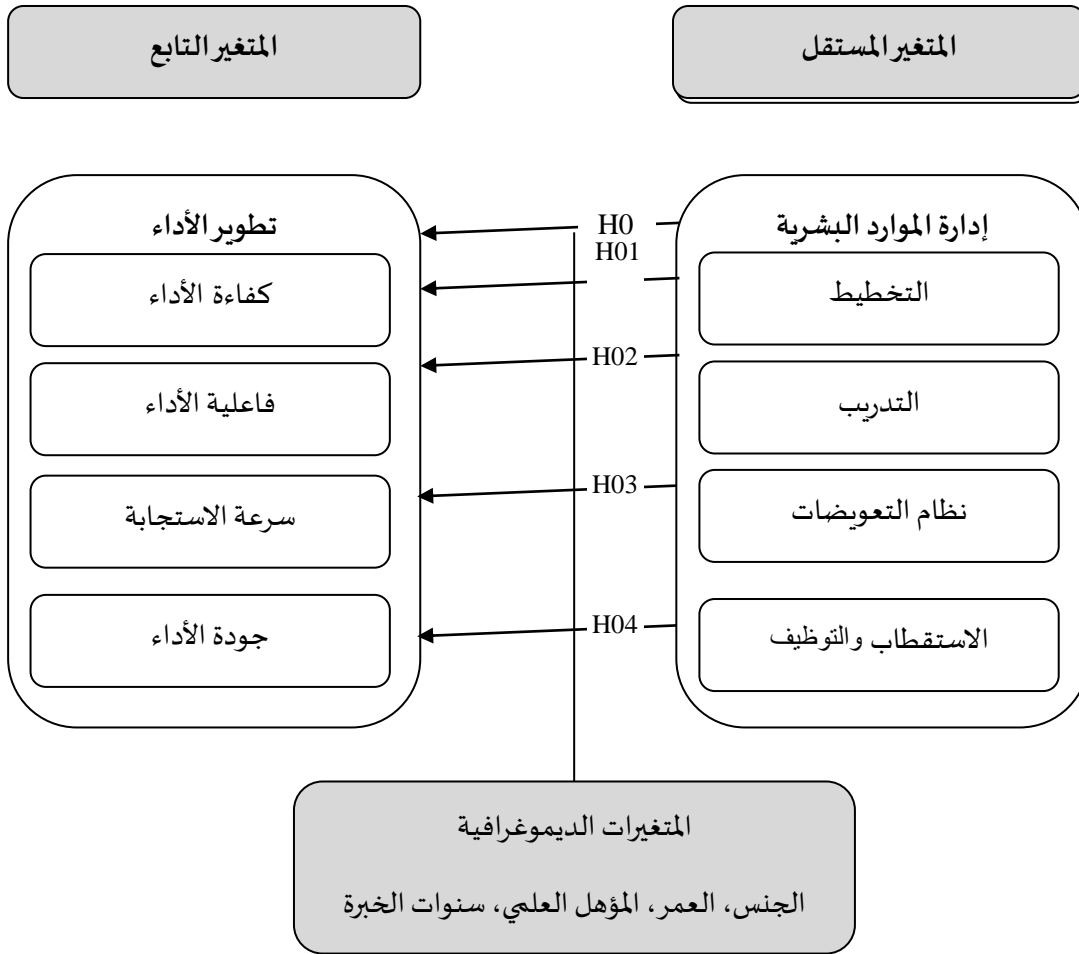 المتغير المستقل
المتغير التابع
إدارة الموارد البشرية
التخطيط
التدريب
نظام التعويضات
الاستقطاب والتوظيف
H0
H01
H02
H03
H04
تطوير الأداء
كفاءة الأداء
فاعلية الأداء
سرعة الاستجابة
جودة الأداء
المتغيرات الديموغرافية
الجنس، العمر، المؤهل العلمي، سنوات الخبرة